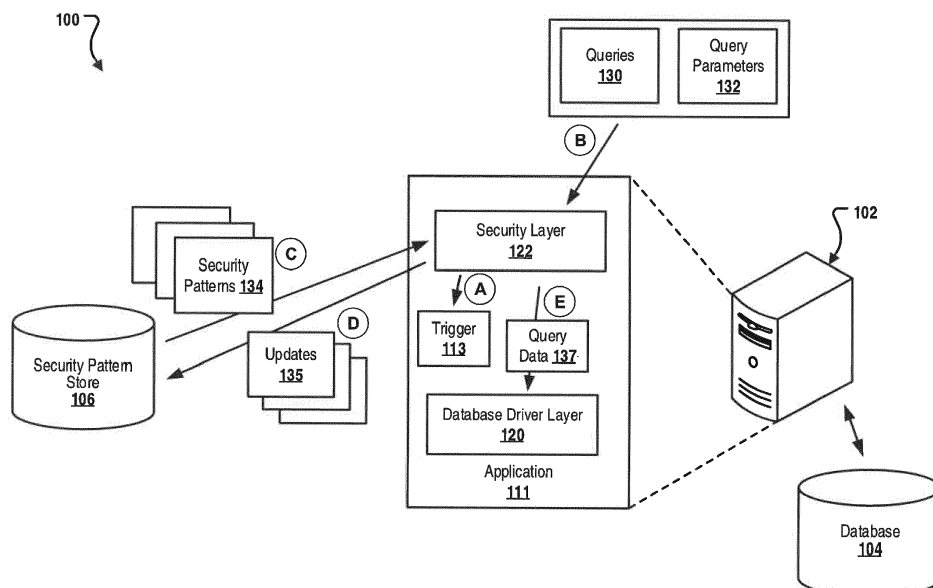 100
Queries
130
Query
Parameters
132
B
102
Security Layer
122
C
Security
Patterns 134
A
E
D
Trigger
113
Query
Data 137
Security Pattern
Store
106
Updates
135
Database Driver Layer
120
Application
111
Database
104